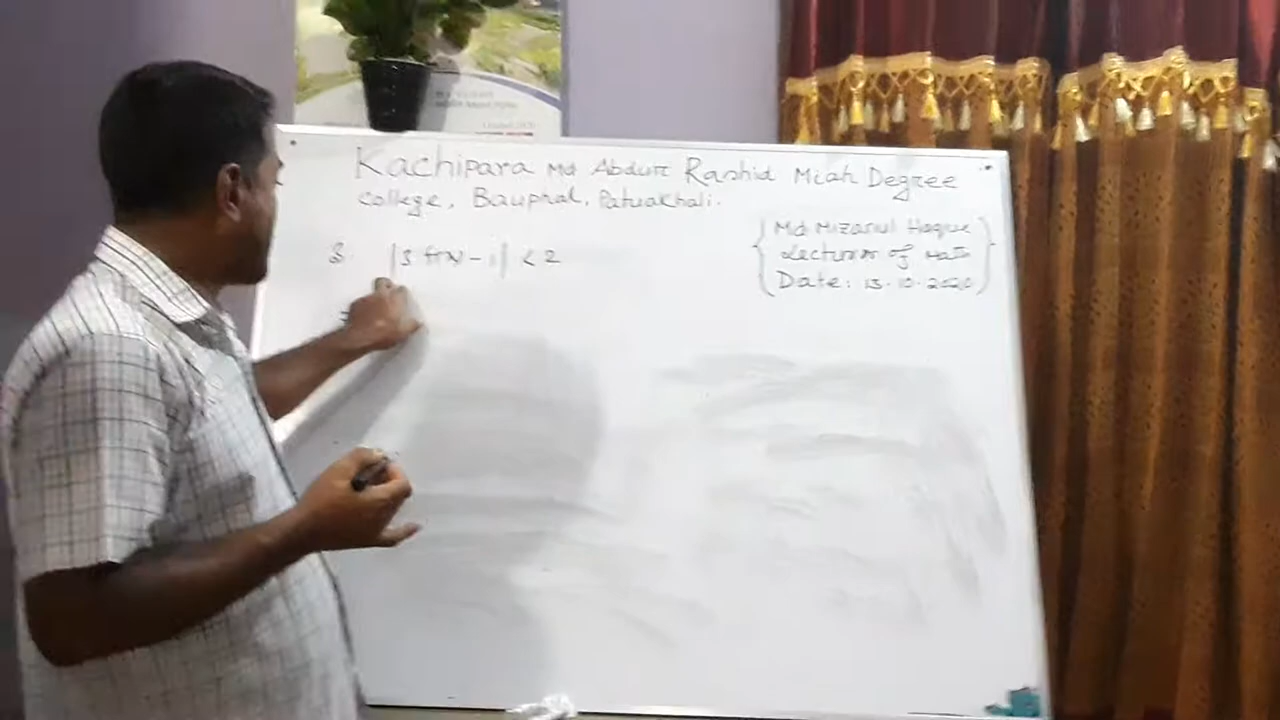 Kachipara Md Abdur Rashid Miah Degree
college, Bauphal, Patuakhali.
Md. Mizanul Haque
Lecturer of Math
Date: 13.10.2020
3. |3 f(x) - 1| < 2